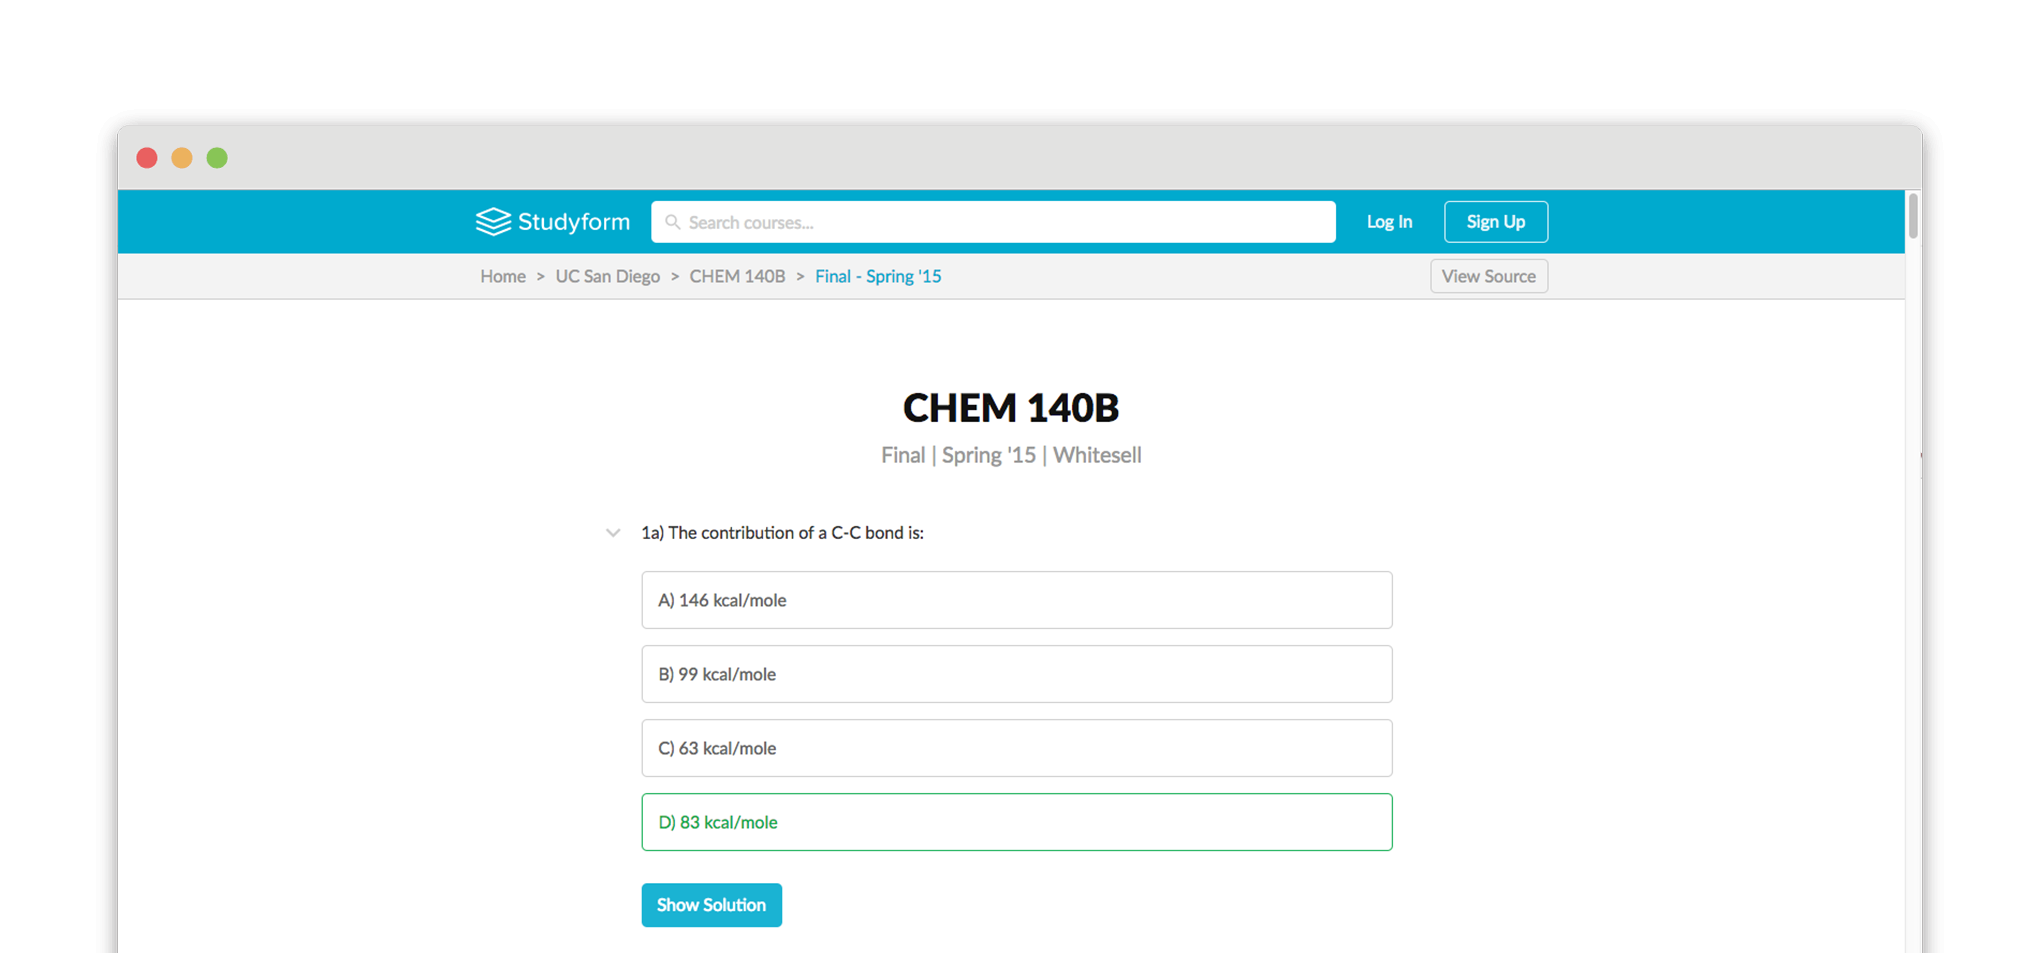 Studyform
Search courses...
Log In
Sign Up
Home > UC San Diego > CHEM 140B > Final - Spring '15
View Source
CHEM 140B
Final | Spring '15 | Whitesell
1a) The contribution of a C-C bond is:
A) 146 kcal/mole
B) 99 kcal/mole
C) 63 kcal/mole
D) 83 kcal/mole
Show Solution